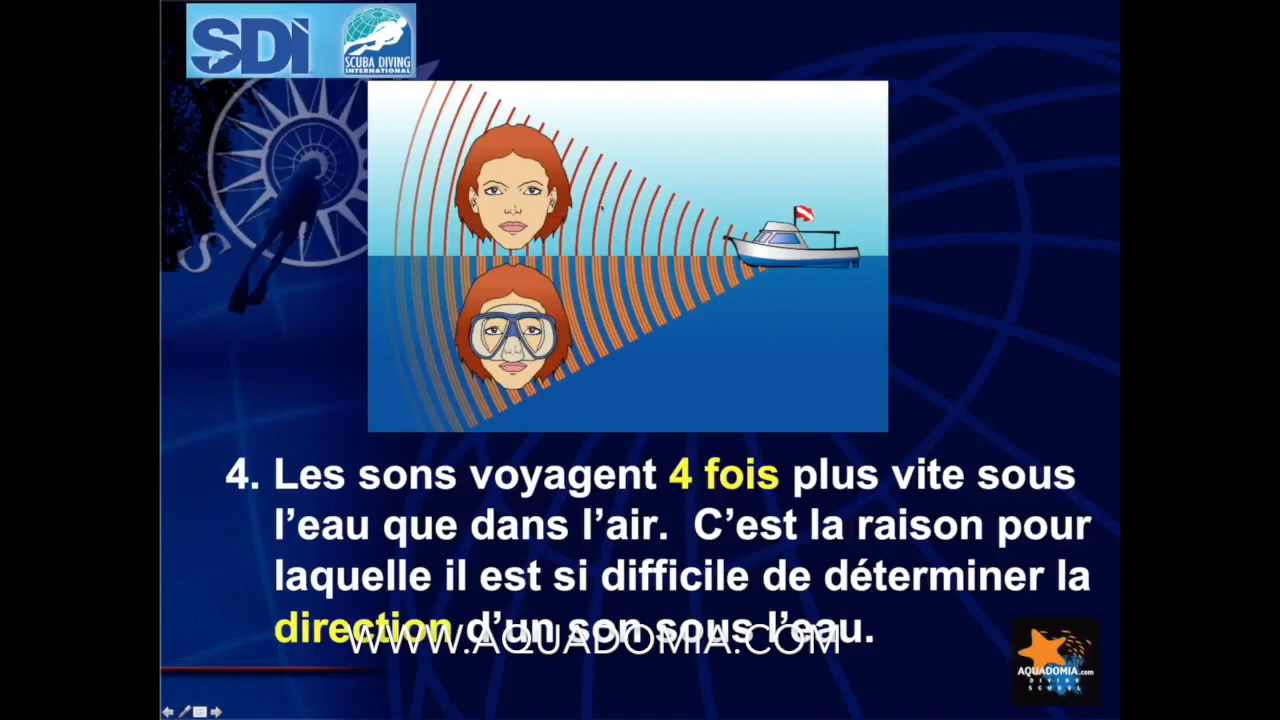 SDI
SCUBA DIVING
INTERNATIONAL
S
4. Les sons voyagent 4 fois plus vite sous
l’eau que dans l’air. C’est la raison pour
laquelle il est si difficile de déterminer la
direction d’un son sous l’eau.
WWW.AQUADOMIA.COM
AQUADOMIA.com
DIVING
SCHOOL